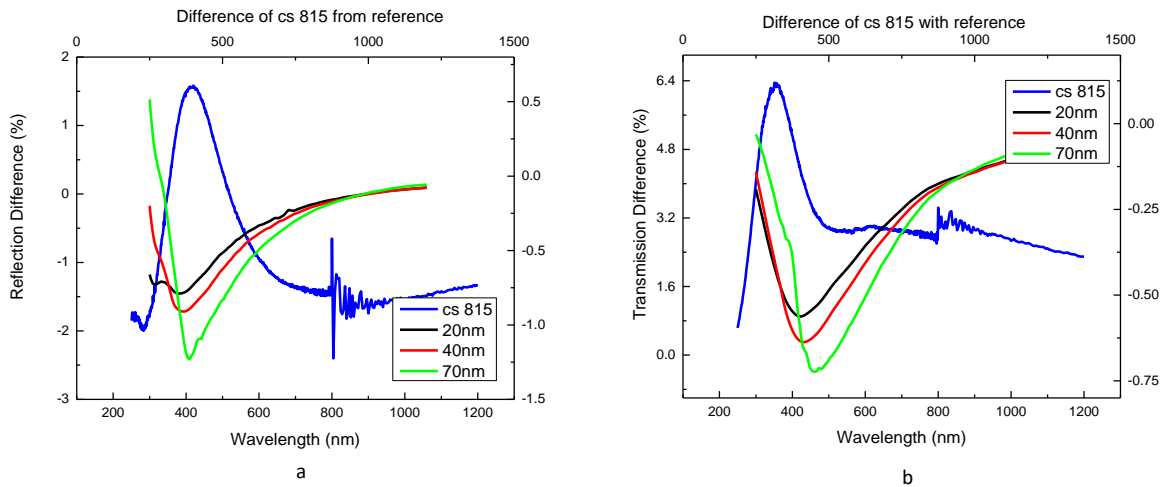 Difference of cs 815 from reference
0 500 1000 1500
2
1
0
-1
-2
-3
0.5
0.0
-0.5
-1.0
-1.5
Reflection Difference (%)
cs 815
20nm
40nm
70nm
200 400 600 800 1000 1200
Wavelength (nm)
a
Difference of cs 815 with reference
0 250 500 750 1000 1250 1500
6.4
4.8
3.2
1.6
0.0
0.00
-0.25
-0.50
-0.75
Transmission Difference (%)
cs 815
20nm
40nm
70nm
200 400 600 800 1000 1200
Wavelength (nm)
b